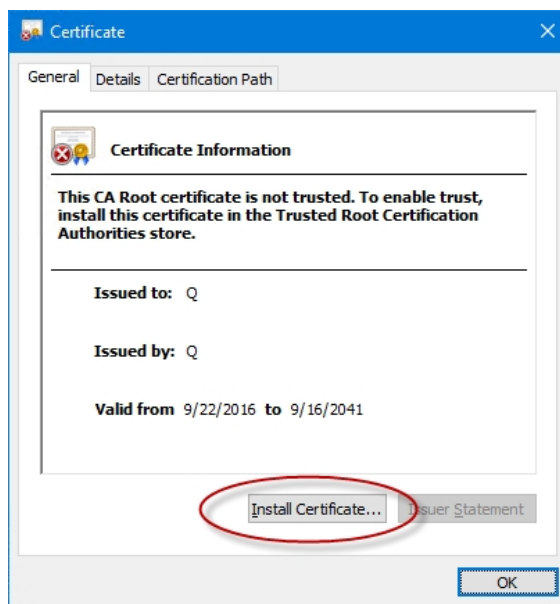 Certificate
General Details Certification Path
Certificate Information
This CA Root certificate is not trusted. To enable trust,
install this certificate in the Trusted Root Certification
Authorities store.
Issued to: Q
Issued by: Q
Valid from 9/22/2016 to 9/16/2041
Install Certificate... Issuer Statement
OK